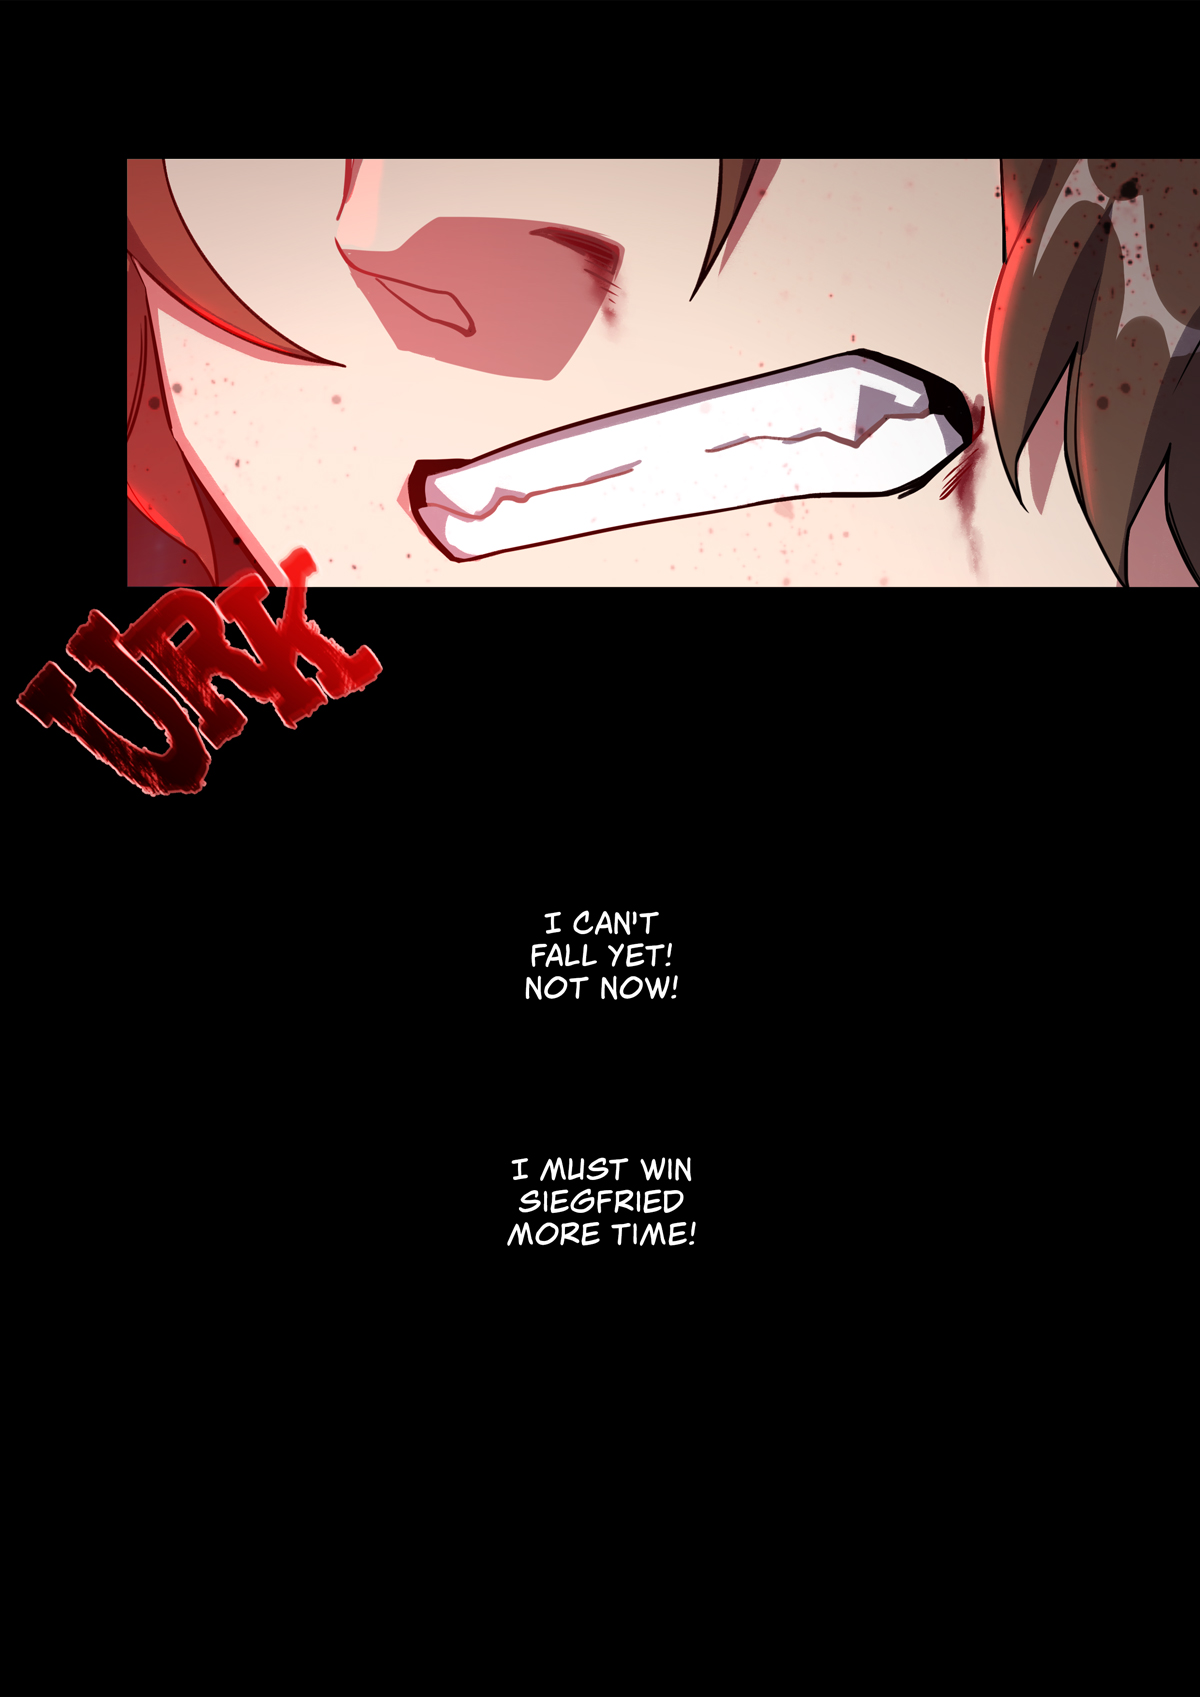 URK
I CAN'T
FALL YET!
NOT NOW!
I MUST WIN
SIEGFRIED
MORE TIME!